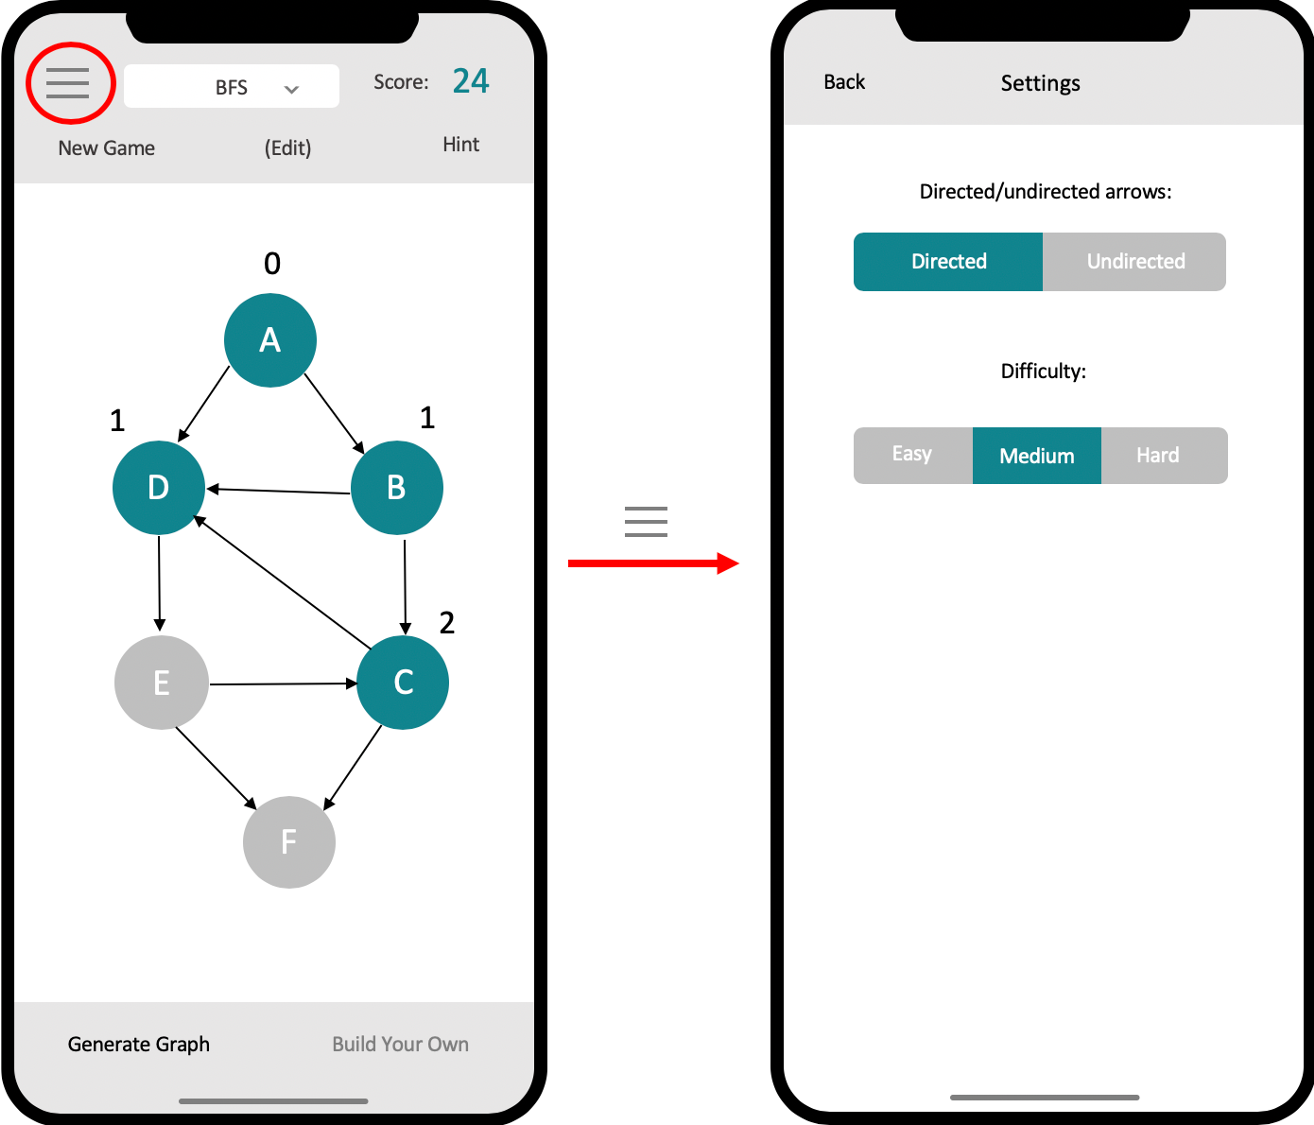 BFS
Score: 24
New Game
(Edit)
Hint
0
A
1
1
D
B
2
E
C
F
Generate Graph
Build Your Own
Back
Settings
Directed/undirected arrows:
Directed
Undirected
Difficulty:
Easy
Medium
Hard